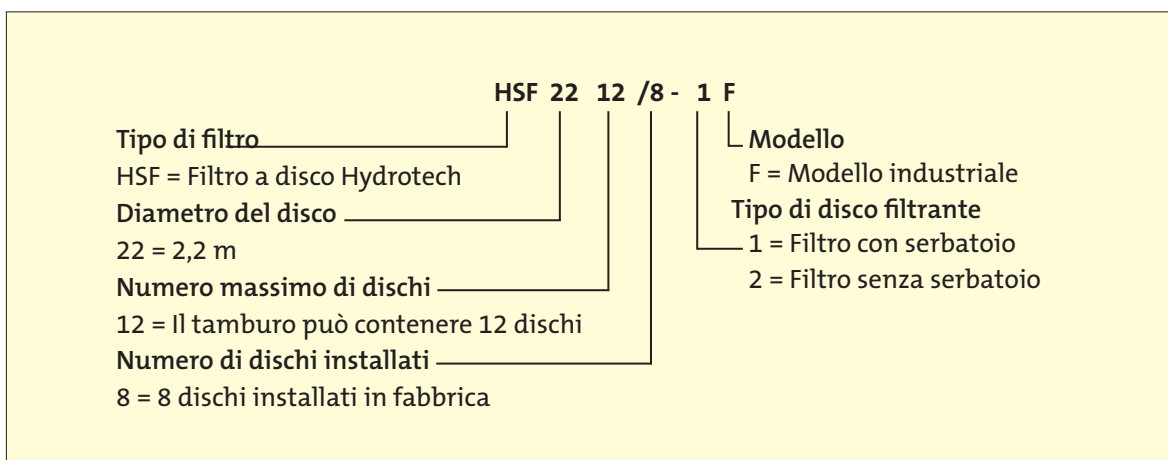 HSF 22 12 /8 - 1 F
Tipo di filtro
HSF = Filtro a disco Hydrotech
Diametro del disco
22 = 2,2 m
Numero massimo di dischi
12 = Il tamburo può contenere 12 dischi
Numero di dischi installati
8 = 8 dischi installati in fabbrica
Modello
F = Modello industriale
Tipo di disco filtrante
1 = Filtro con serbatoio
2 = Filtro senza serbatoio